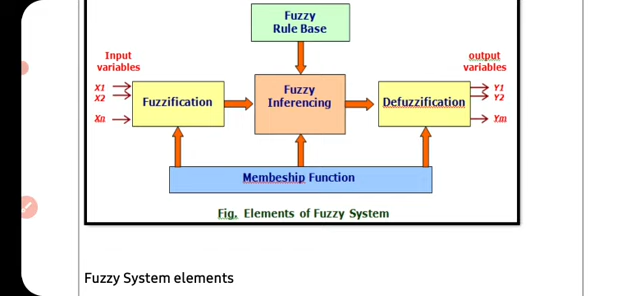 Fuzzy
Rule Base
Input
variables
output
variables
X1
X2
Xn
Fuzzification
Fuzzy
Inferencing
Defuzzification
Y1
Y2
Ym
Membeship Function
Fig. Elements of Fuzzy System
Fuzzy System elements